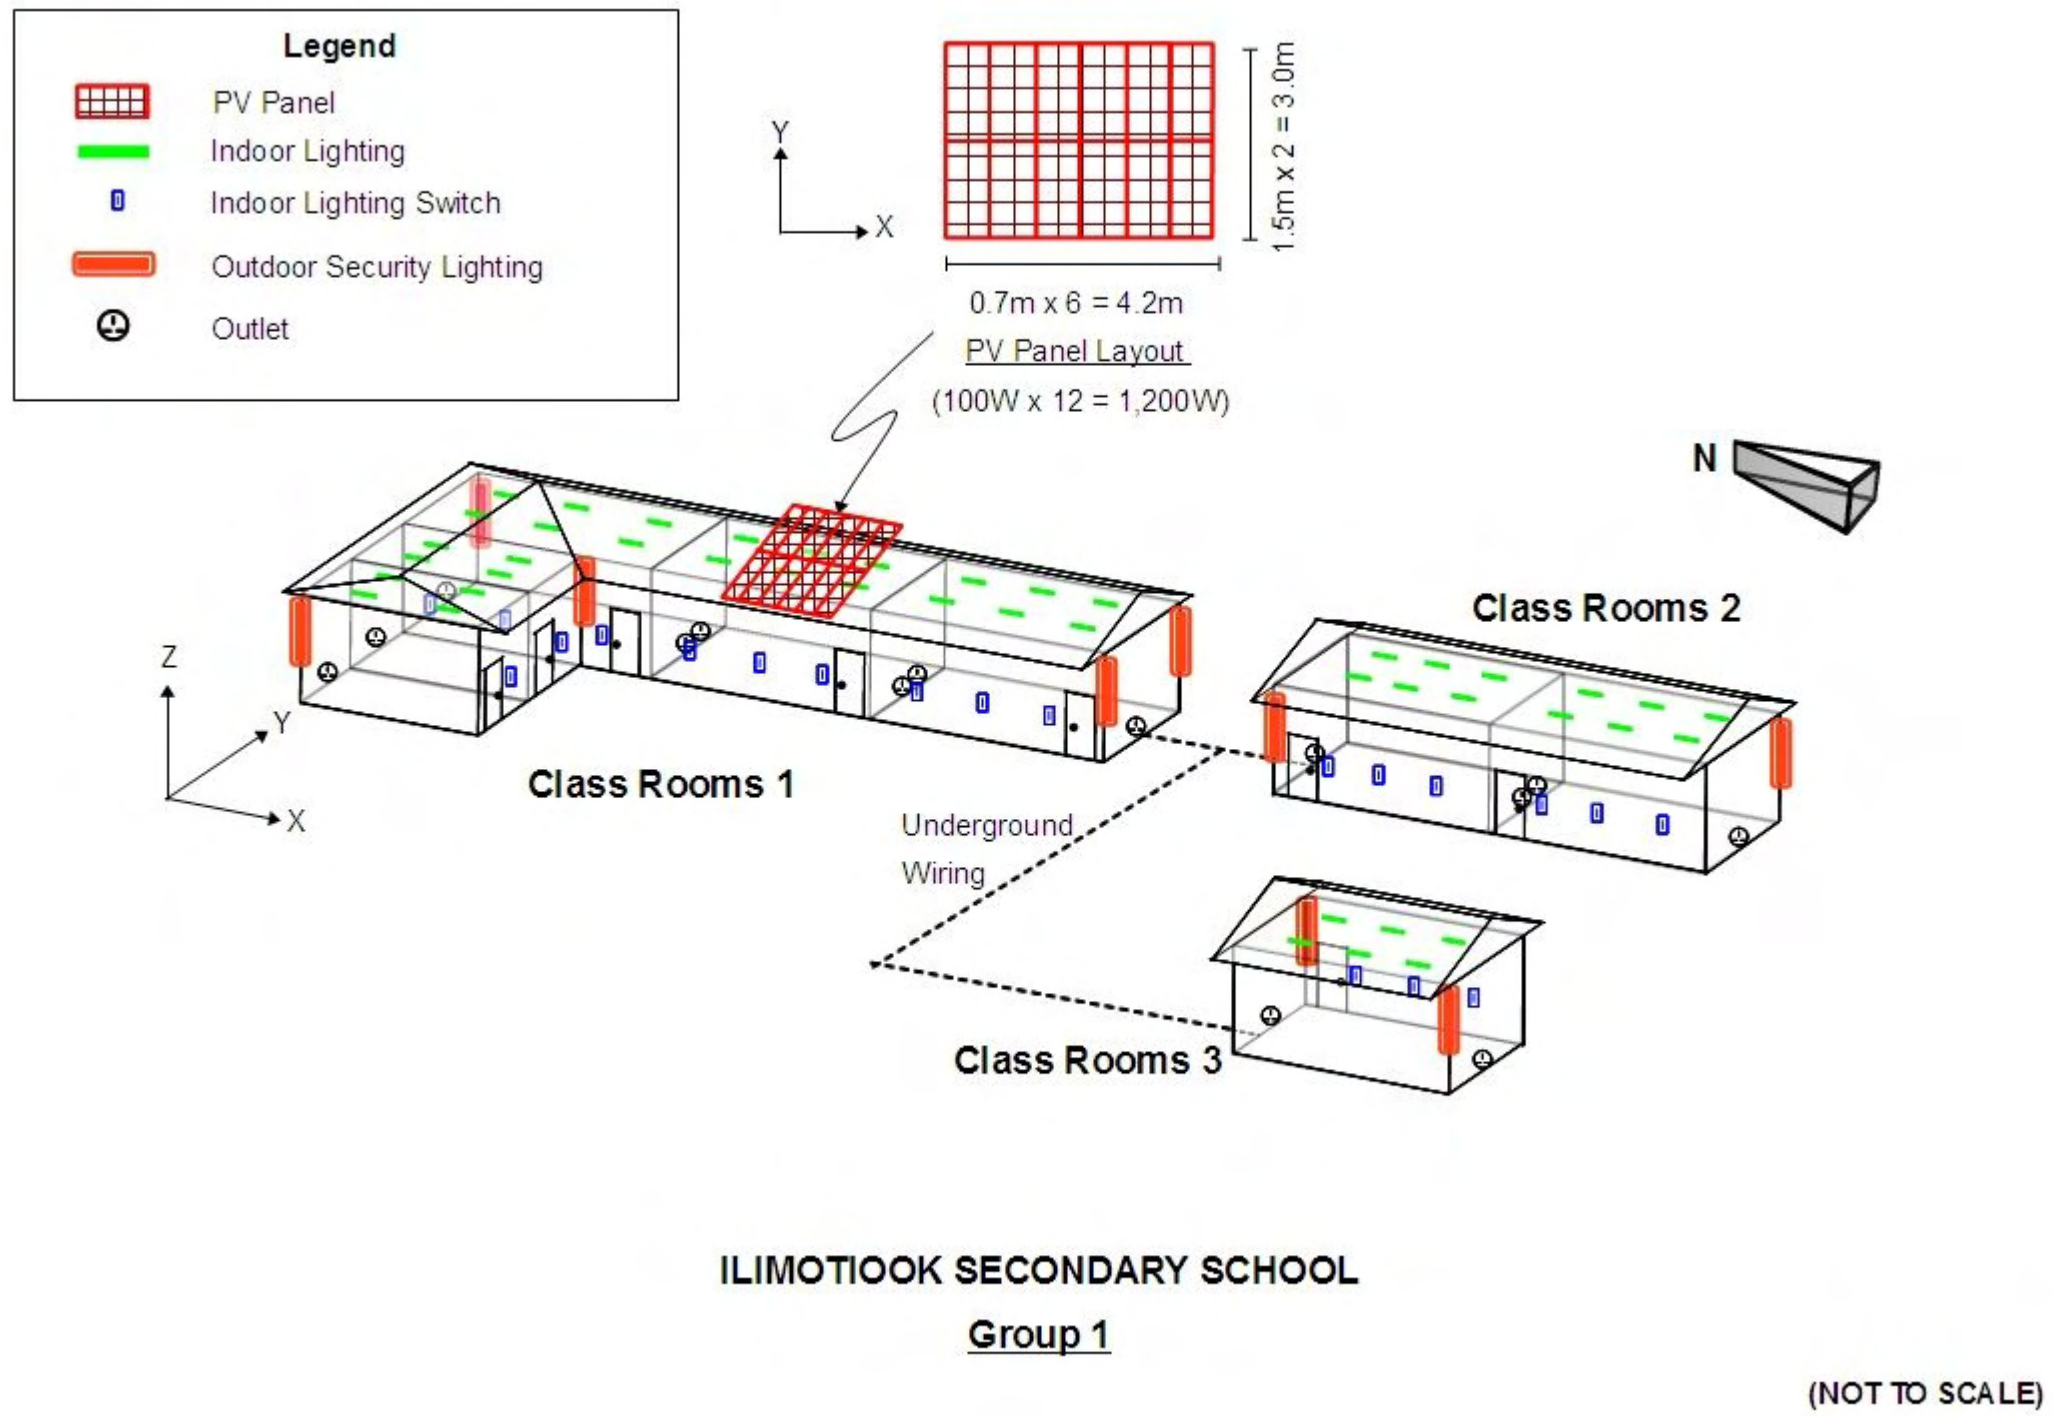 Legend
PV Panel
Indoor Lighting
Indoor Lighting Switch
Outdoor Security Lighting
Outlet
Y
X
1.5m x 2 = 3.0m
0.7m x 6 = 4.2m
PV Panel Layout
(100W x 12 = 1,200W)
N
Class Rooms 2
Z
Y
X
Class Rooms 1
Underground
Wiring
Class Rooms 3
ILIMOTIOOK SECONDARY SCHOOL
Group 1
(NOT TO SCALE)